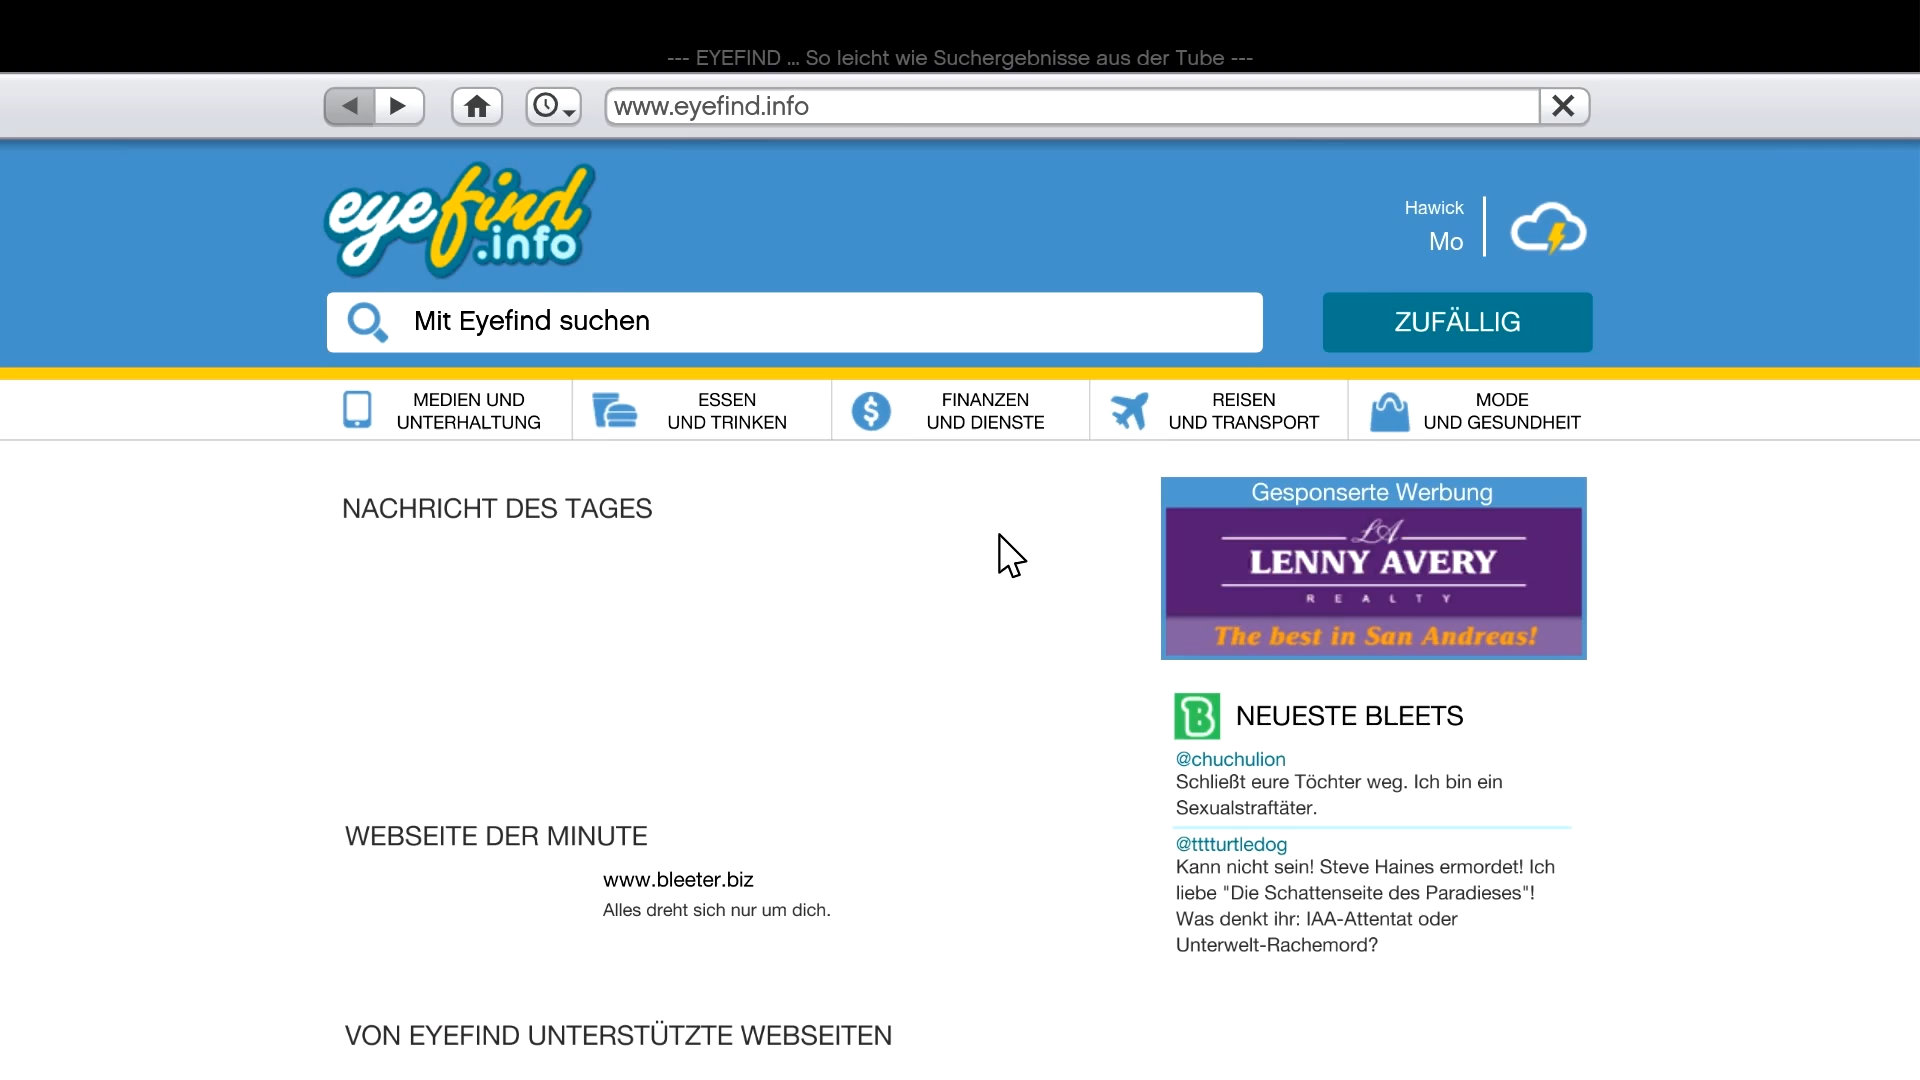 --- EYEFIND ... So leicht wie Suchergebnisse aus der Tube ---
www.eyefind.info
eyefind
.info
Hawick
Mo
Mit Eyefind suchen
ZUFÄLLIG
MEDIEN UND
UNTERHALTUNG
ESSEN
UND TRINKEN
FINANZEN
UND DIENSTE
REISEN
UND TRANSPORT
MODE
UND GESUNDHEIT
NACHRICHT DES TAGES
Gesponserte Werbung
LA
LENNY AVERY
REALTY
The best in San Andreas!
B
NEUESTE BLEETS
@chuchulion
Schließt eure Töchter weg. Ich bin ein
Sexualstraftäter.
@tttturtledog
Kann nicht sein! Steve Haines ermordet! Ich
liebe "Die Schattenseite des Paradieses"!
Was denkt ihr: IAA-Attentat oder
Unterwelt-Rachemord?
WEBSEITE DER MINUTE
www.bleeter.biz
Alles dreht sich nur um dich.
VON EYEFIND UNTERSTÜTZTE WEBSEITEN